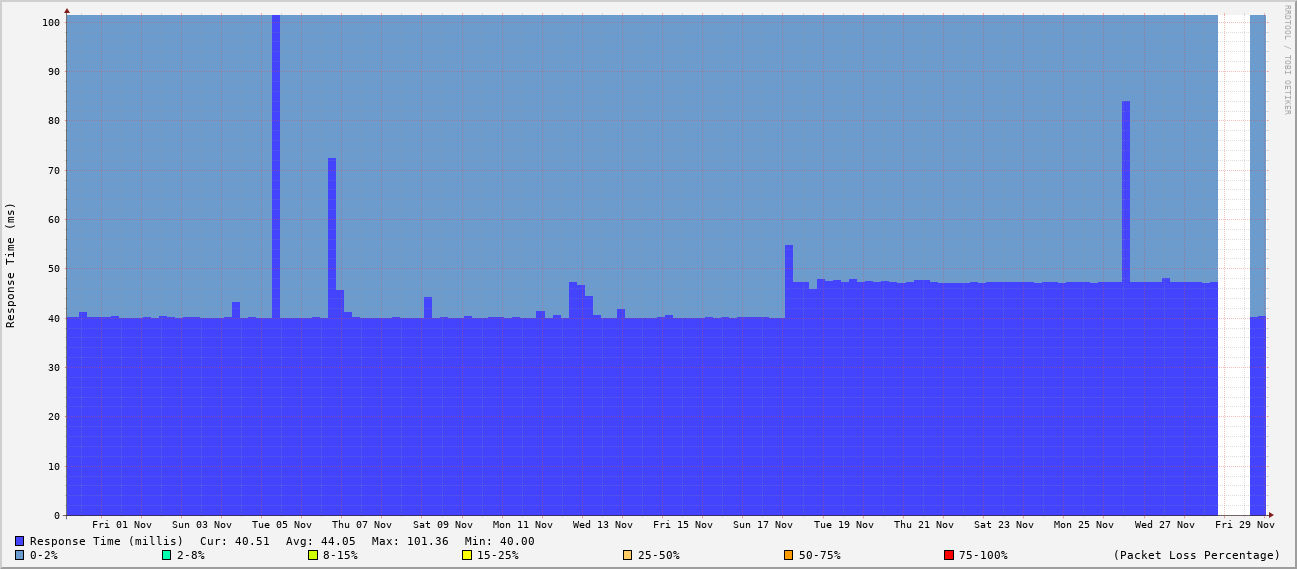 RRDTOOL / TOBI OETIKER
Response Time (ms)
100
90
80
70
60
50
40
30
20
10
0
Fri 01 Nov Sun 03 Nov Tue 05 Nov Thu 07 Nov Sat 09 Nov Mon 11 Nov Wed 13 Nov Fri 15 Nov Sun 17 Nov Tue 19 Nov Thu 21 Nov Sat 23 Nov Mon 25 Nov Wed 27 Nov Fri 29 Nov
Response Time (millis) Cur: 40.51 Avg: 44.05 Max: 101.36 Min: 40.00
0-2% 2-8% 8-15% 15-25% 25-50% 50-75% 75-100% (Packet Loss Percentage)